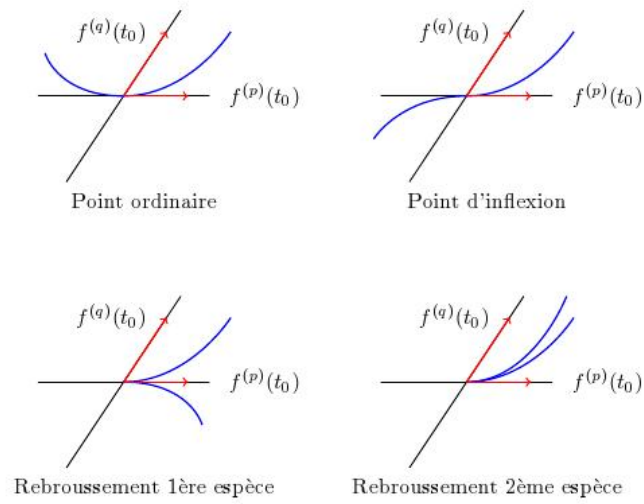 f^{(q)}(t_0)
f^{(p)}(t_0)
Point ordinaire
f^{(q)}(t_0)
f^{(p)}(t_0)
Point d'inflexion
f^{(q)}(t_0)
f^{(p)}(t_0)
Rebroussement 1ère espèce
f^{(q)}(t_0)
f^{(p)}(t_0)
Rebroussement 2ème espèce